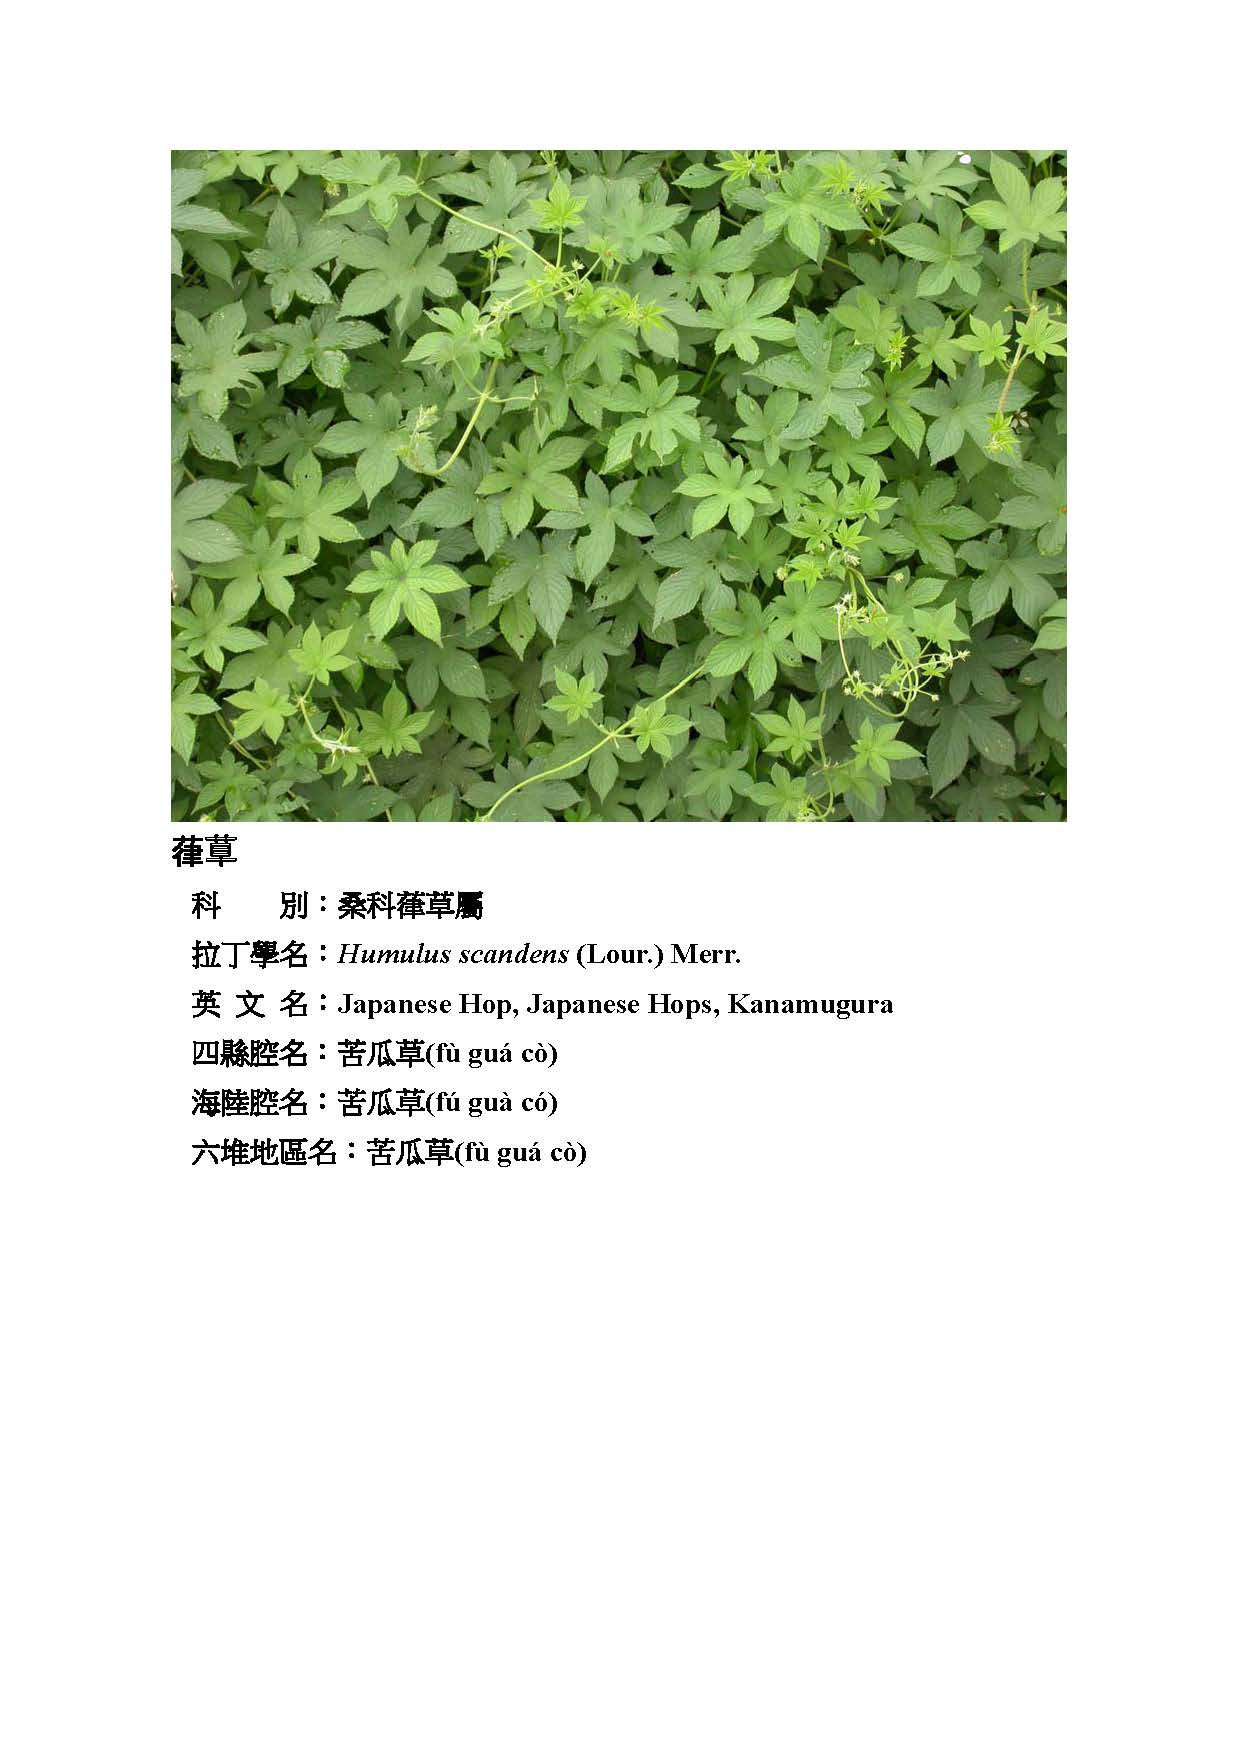 葎草
科　　別：桑科葎草屬
拉丁學名：Humulus scandens (Lour.) Merr.
英 文 名：Japanese Hop, Japanese Hops, Kanamugura
四縣腔名：苦瓜草(fù guá cò)
海陸腔名：苦瓜草(fú guà có)
六堆地區名：苦瓜草(fù guá cò)